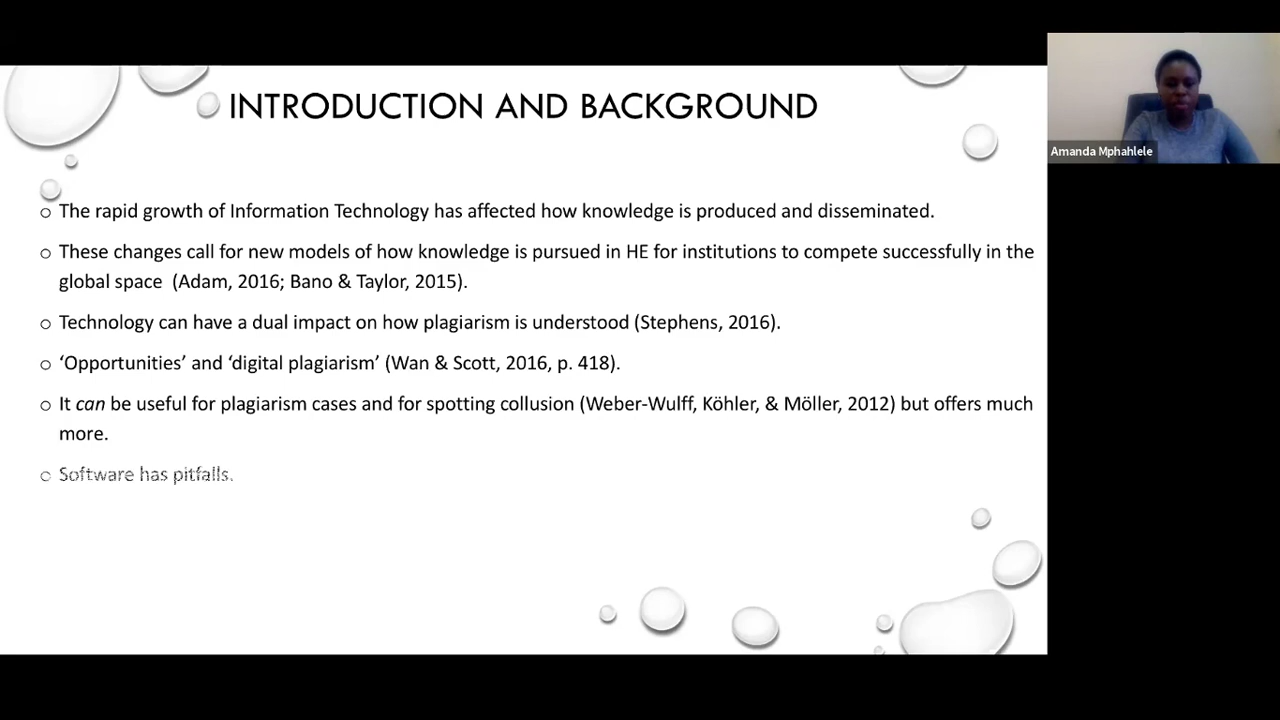 INTRODUCTION AND BACKGROUND
Amanda Mphahlele
o The rapid growth of Information Technology has affected how knowledge is produced and disseminated.
o These changes call for new models of how knowledge is pursued in HE for institutions to compete successfully in the
global space (Adam, 2016; Bano & Taylor, 2015).
o Technology can have a dual impact on how plagiarism is understood (Stephens, 2016).
o ‘Opportunities’ and ‘digital plagiarism’ (Wan & Scott, 2016, p. 418).
o It can be useful for plagiarism cases and for spotting collusion (Weber-Wulff, Köhler, & Möller, 2012) but offers much
more.
o Software has pitfalls.